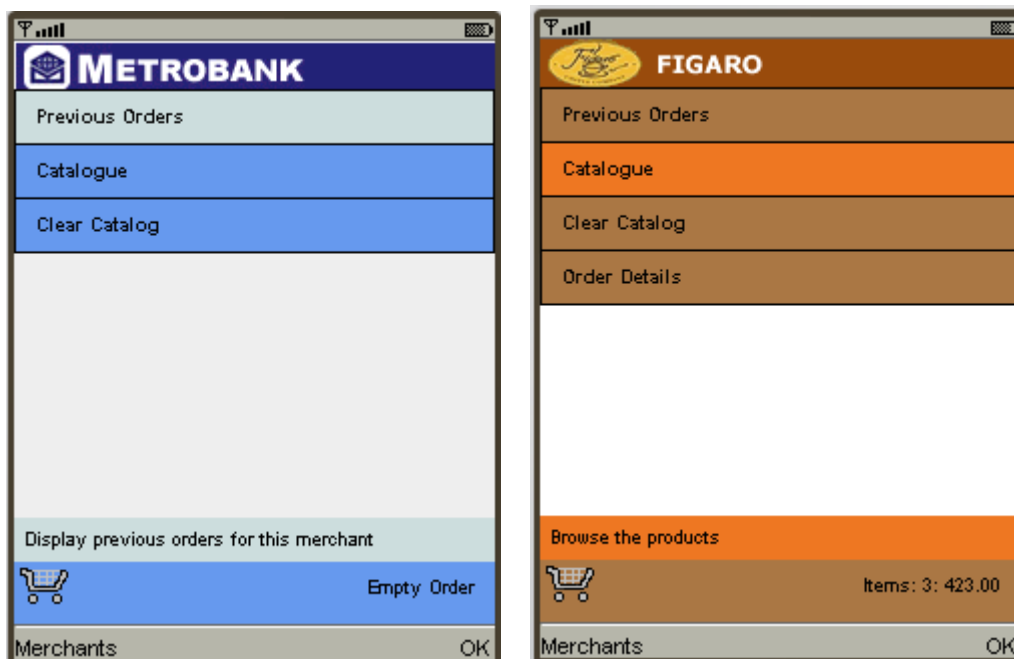 METROBANK
Previous Orders
Catalogue
Clear Catalog
Display previous orders for this merchant
Empty Order
Merchants OK
Figaro FIGARO
Previous Orders
Catalogue
Clear Catalog
Order Details
Browse the products
Items: 3: 423.00
Merchants OK